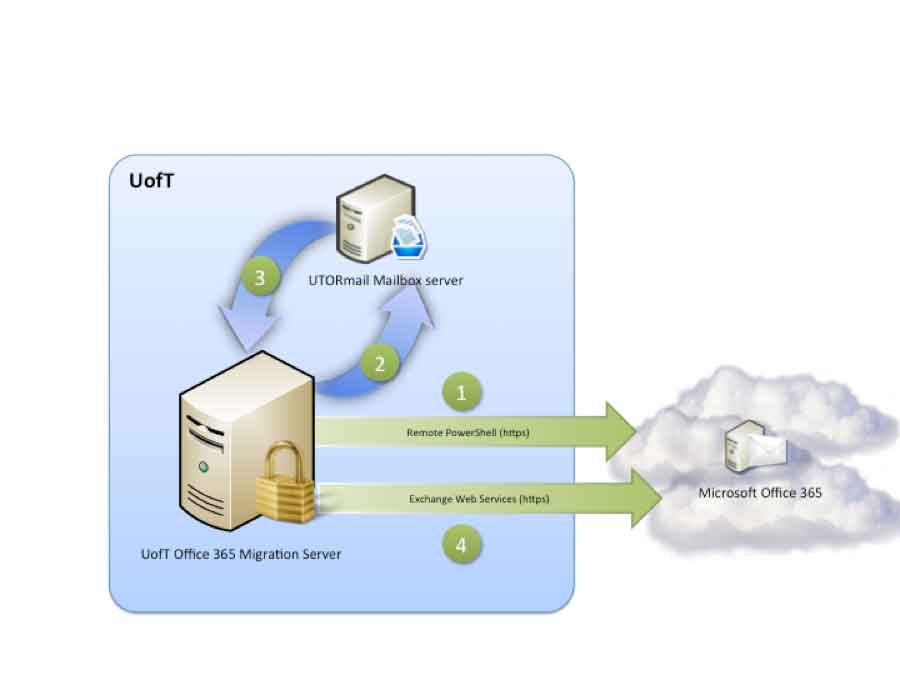 UofT
3
UTORmail Mailbox server
2
1
Remote PowerShell (https)
Microsoft Office 365
Exchange Web Services (https)
4
UofT Office 365 Migration Server